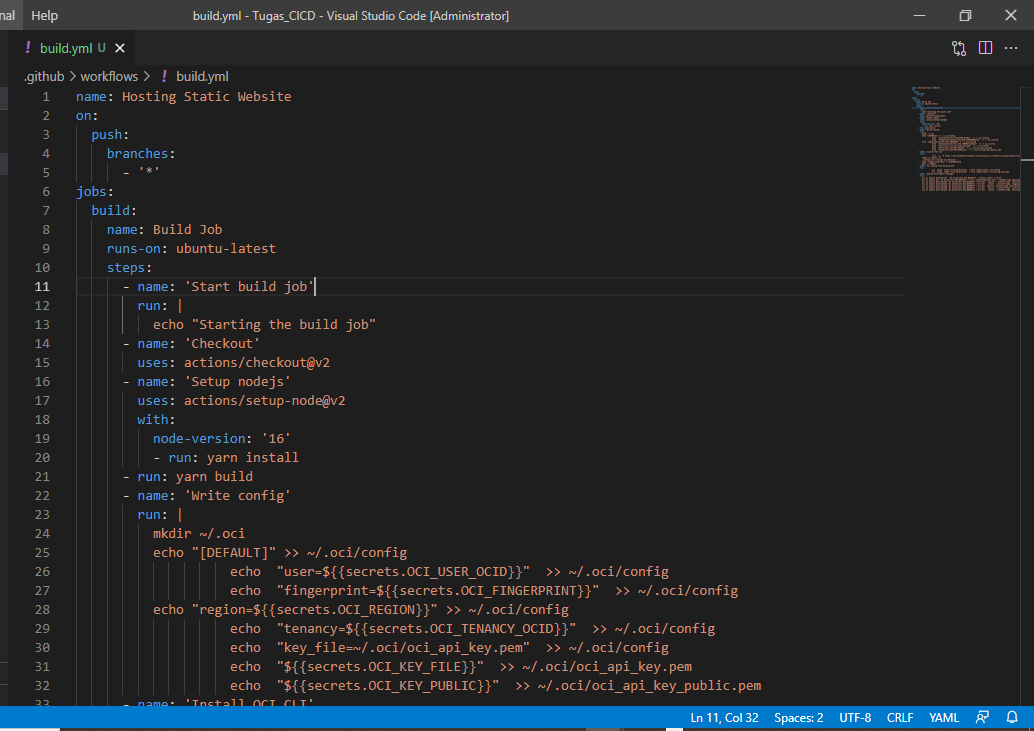 nal Help build.yml - Tugas_CICD - Visual Studio Code [Administrator]
! build.yml U
.github > workflows > ! build.yml
1 name: Hosting Static Website
2 on:
3 push:
4 branches:
5 - '*'
6 jobs:
7 build:
8 name: Build Job
9 runs-on: ubuntu-latest
10 steps:
11 - name: 'Start build job'
12 run: |
13 echo "Starting the build job"
14 - name: 'Checkout'
15 uses: actions/checkout@v2
16 - name: 'Setup nodejs'
17 uses: actions/setup-node@v2
18 with:
19 node-version: '16'
20 - run: yarn install
21 - run: yarn build
22 - name: 'Write config'
23 run: |
24 mkdir ~/.oci
25 echo "[DEFAULT]" >> ~/.oci/config
26 echo "user=${{secrets.OCI_USER_OCID}}" >> ~/.oci/config
27 echo "fingerprint=${{secrets.OCI_FINGERPRINT}}" >> ~/.oci/config
28 echo "region=${{secrets.OCI_REGION}}" >> ~/.oci/config
29 echo "tenancy=${{secrets.OCI_TENANCY_OCID}}" >> ~/.oci/config
30 echo "key_file=~/.oci/oci_api_key.pem" >> ~/.oci/config
31 echo "${{secrets.OCI_KEY_FILE}}" >> ~/.oci/oci_api_key.pem
32 echo "${{secrets.OCI_KEY_PUBLIC}}" >> ~/.oci/oci_api_key_public.pem
33 - name: 'Install OCI CLI'
Ln 11, Col 32 Spaces: 2 UTF-8 CRLF YAML